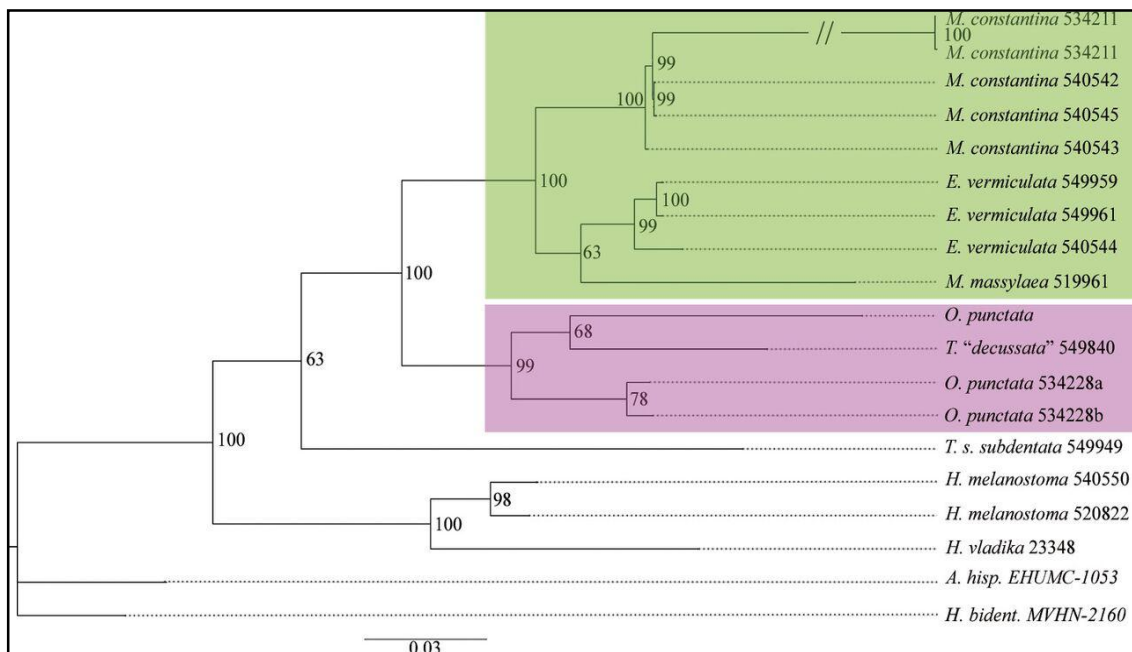 M. constantina 534211
100
M. constantina 534211
99
M. constantina 540542
99
100
M. constantina 540545
M. constantina 540543
100
E. vermiculata 549959
100
E. vermiculata 549961
99
E. vermiculata 540544
63
M. massylaea 519961
100
O. punctata
68
T. “decussata” 549840
99
O. punctata 534228a
78
O. punctata 534228b
63
T. s. subdentata 549949
100
H. melanostoma 540550
98
H. melanostoma 520822
100
H. vladika 23348
A. hisp. EHUMC-1053
H. bident. MVHN-2160
0.03